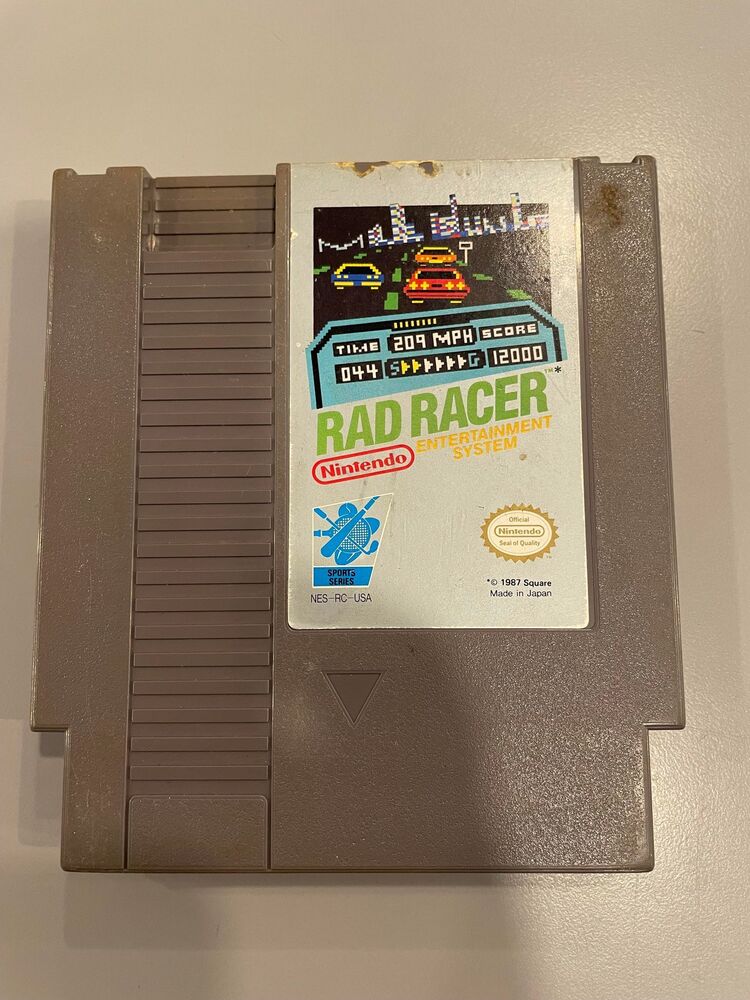 TIME 209 MPH SCORE
044 S G 12000
RAD RACER™*
Nintendo ENTERTAINMENT
SYSTEM
SPORTS
SERIES
Official
Nintendo
Seal of Quality
TM
NES-RC-USA
*© 1987 Square
Made in Japan